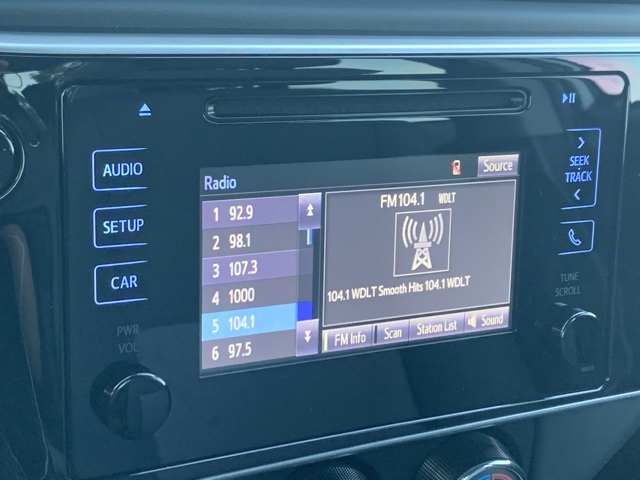 AUDIO
SETUP
CAR
PWR
VOL
SEEK
TRACK
TUNE
SCROLL
Radio
Source
1 92.9
2 98.1
3 107.3
4 1000
5 104.1
6 97.5
FM 104.1 WDLT
104.1 WDLT Smooth Hits 104.1 WDLT
FM Info
Scan
Station List
Sound